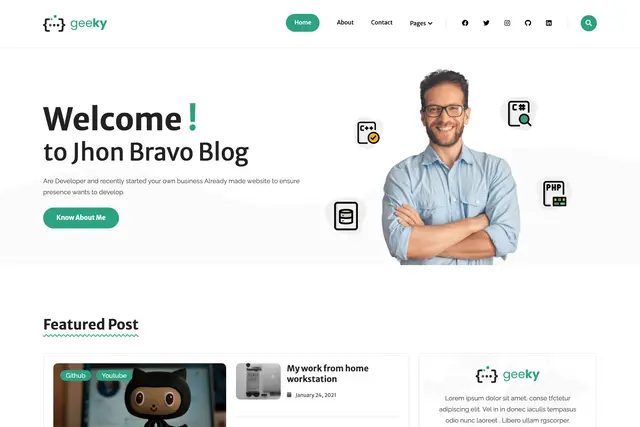 geeky
Home
About
Contact
Pages
Welcome!
to Jhon Bravo Blog
Are Developer and recently started your own business Already made website to ensure
presence wants to develop.
Know About Me
C++
C#
PHP
Featured Post
Github
Youtube
My work from home
workstation
January 24, 2021
geeky
Lorem ipsum dolor sit amet, conse tfctetur
adipiscing elit. Vel in in donec iaculis tempasus
odio nunc laoreet . Libero ullam rgscorper.